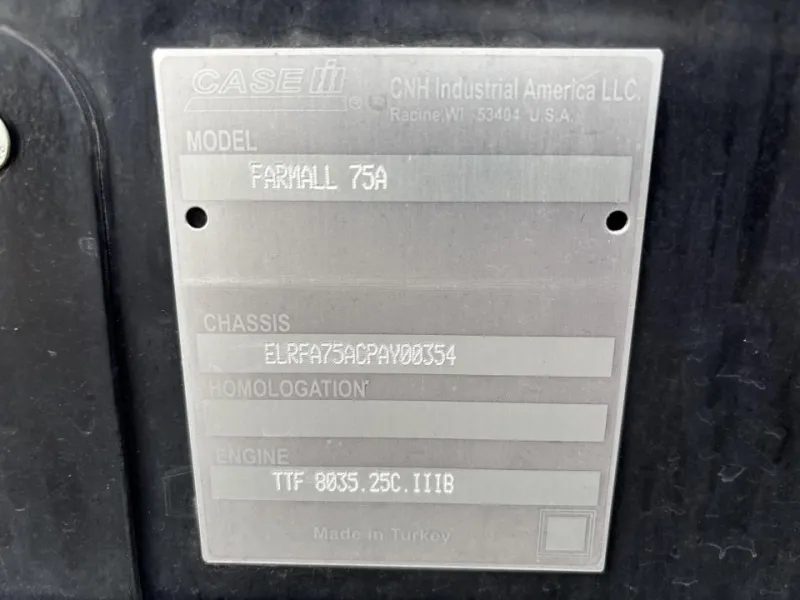 CASE IH ®
CNH Industrial America LLC.
Racine, WI 53404 U.S.A.
MODEL
FARMALL 75A
CHASSIS
ELRFA75ACPAY00354
HOMOLOGATION
ENGINE
TTF 8035.25C.IIIB
Made in Turkey